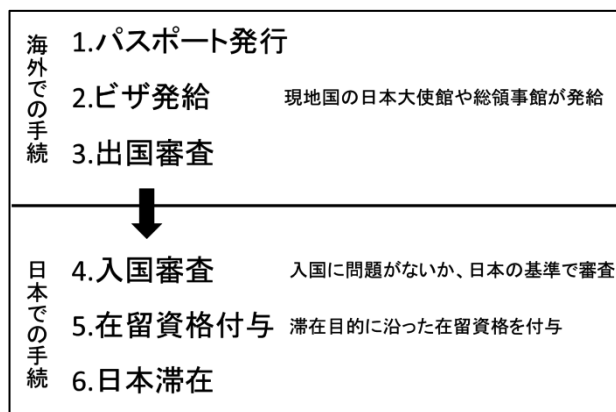 海外での手続
1.パスポート発行
2.ビザ発給 現地国の日本大使館や総領事館が発給
3.出国審査
日本での手続
4.入国審査 入国に問題がないか、日本の基準で審査
5.在留資格付与 滞在目的に沿った在留資格を付与
6.日本滞在